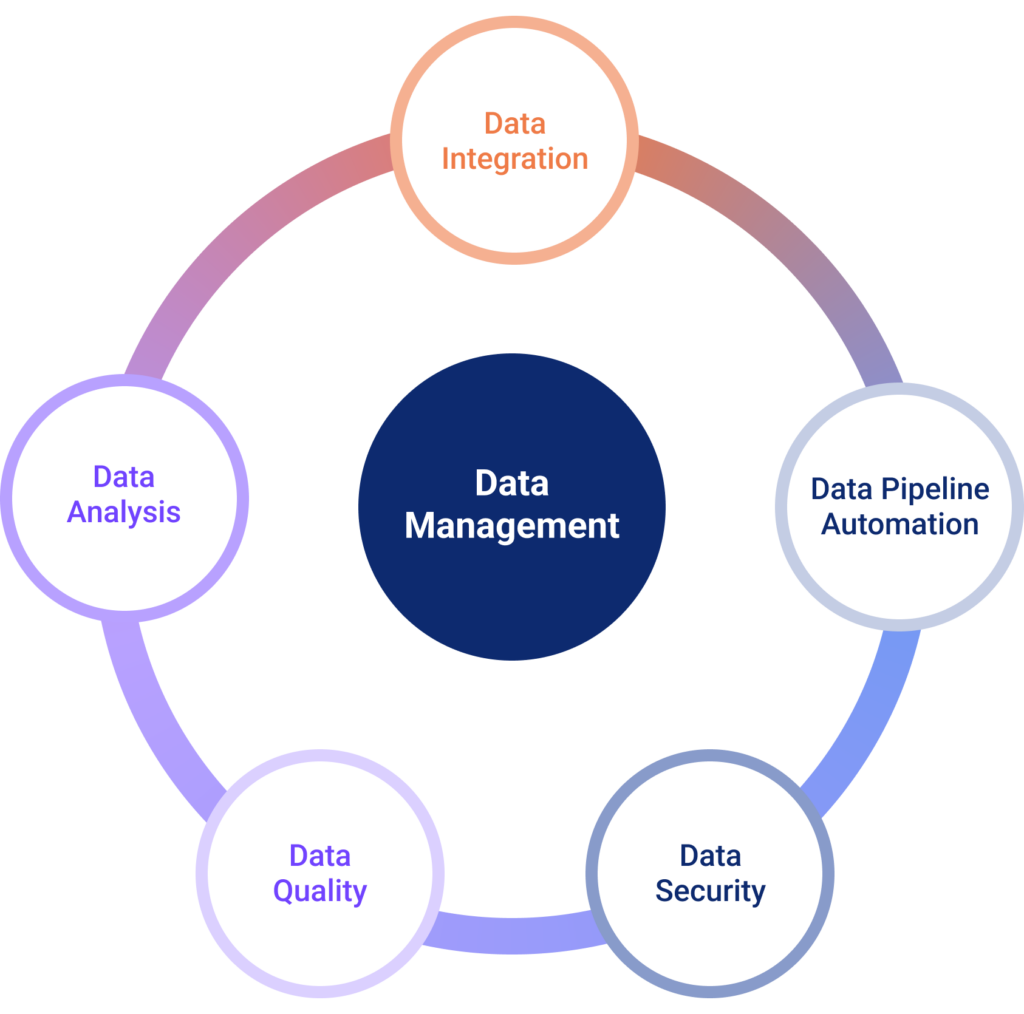 Data
Integration
Data
Analysis
Data
Management
Data Pipeline
Automation
Data
Quality
Data
Security